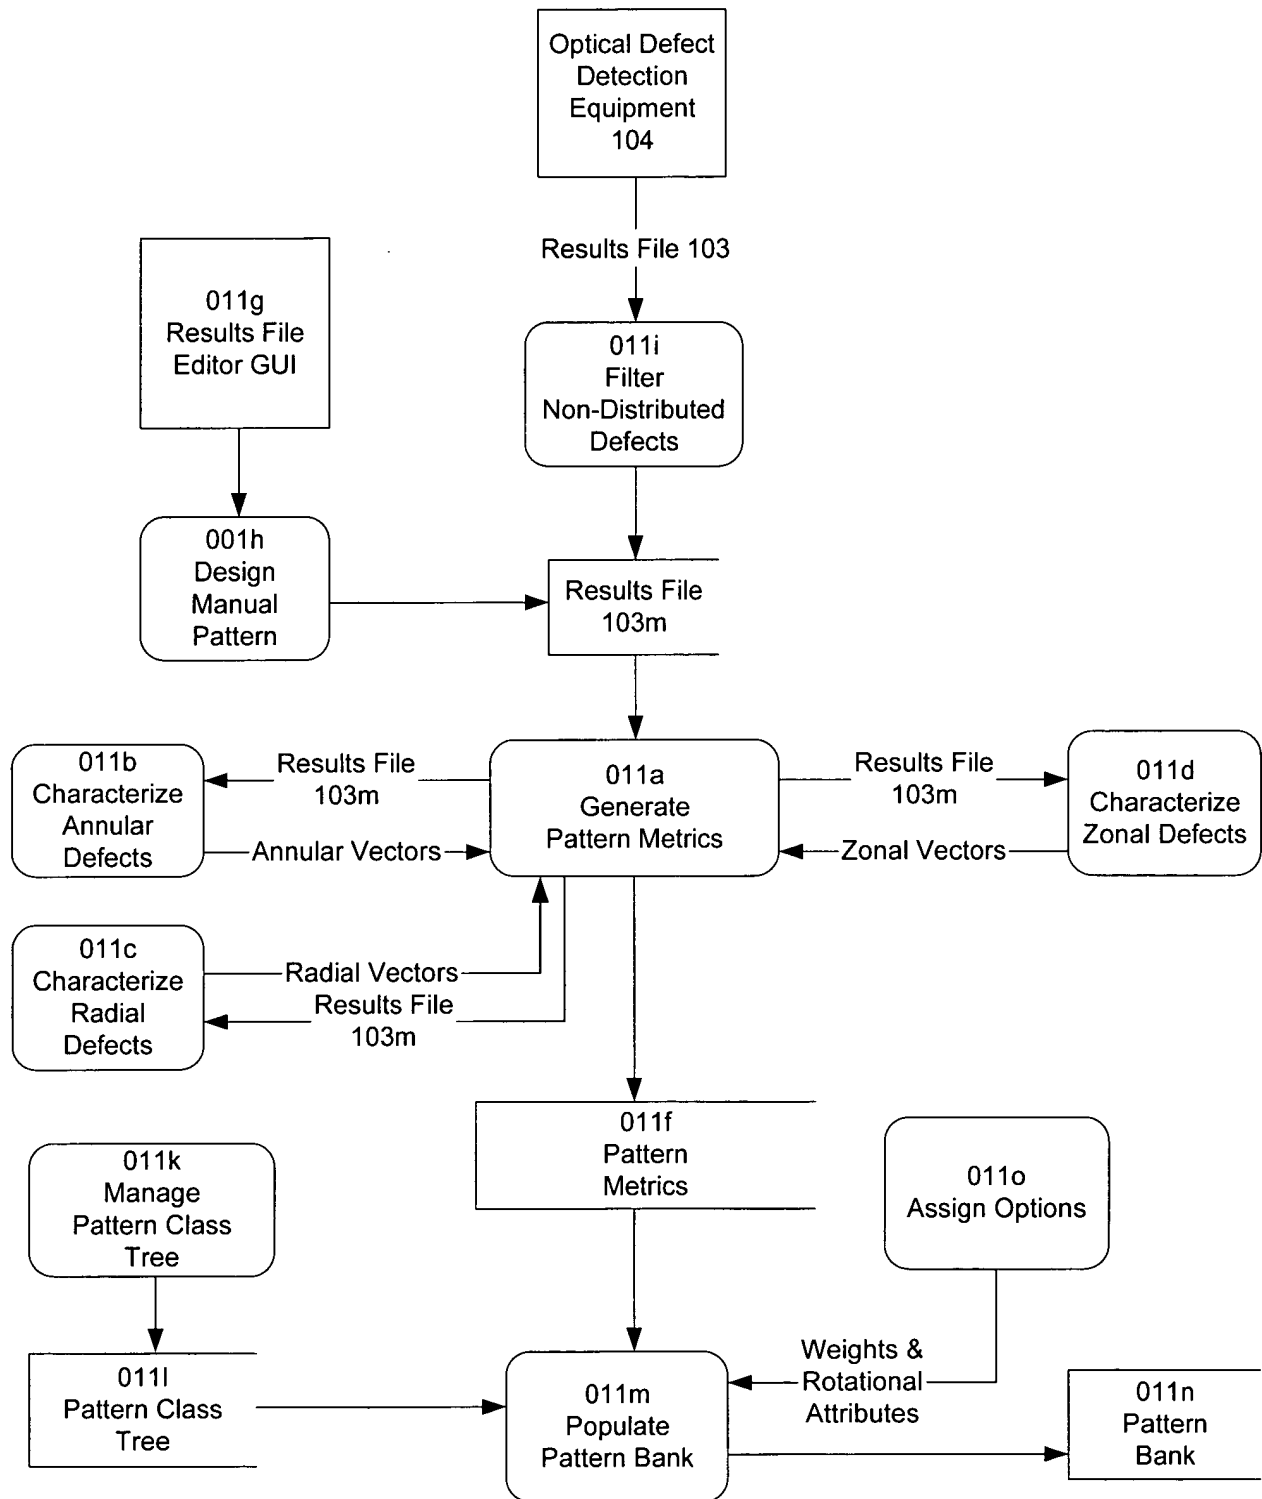 Optical Defect
Detection
Equipment
104
Results File 103
011g
Results File
Editor GUI
011i
Filter
Non-Distributed
Defects
001h
Design
Manual
Pattern
Results File
103m
011b
Characterize
Annular
Defects
Results File
103m
Annular Vectors
011a
Generate
Pattern Metrics
Results File
103m
Zonal Vectors
011d
Characterize
Zonal Defects
011c
Characterize
Radial
Defects
Radial Vectors
Results File
103m
011f
Pattern
Metrics
011k
Manage
Pattern Class
Tree
011o
Assign Options
011l
Pattern Class
Tree
011m
Populate
Pattern Bank
Weights &
Rotational
Attributes
011n
Pattern
Bank